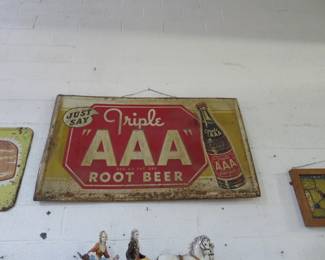 JUST
SAY
Triple
"AAA"
ROOT BEER
AAA